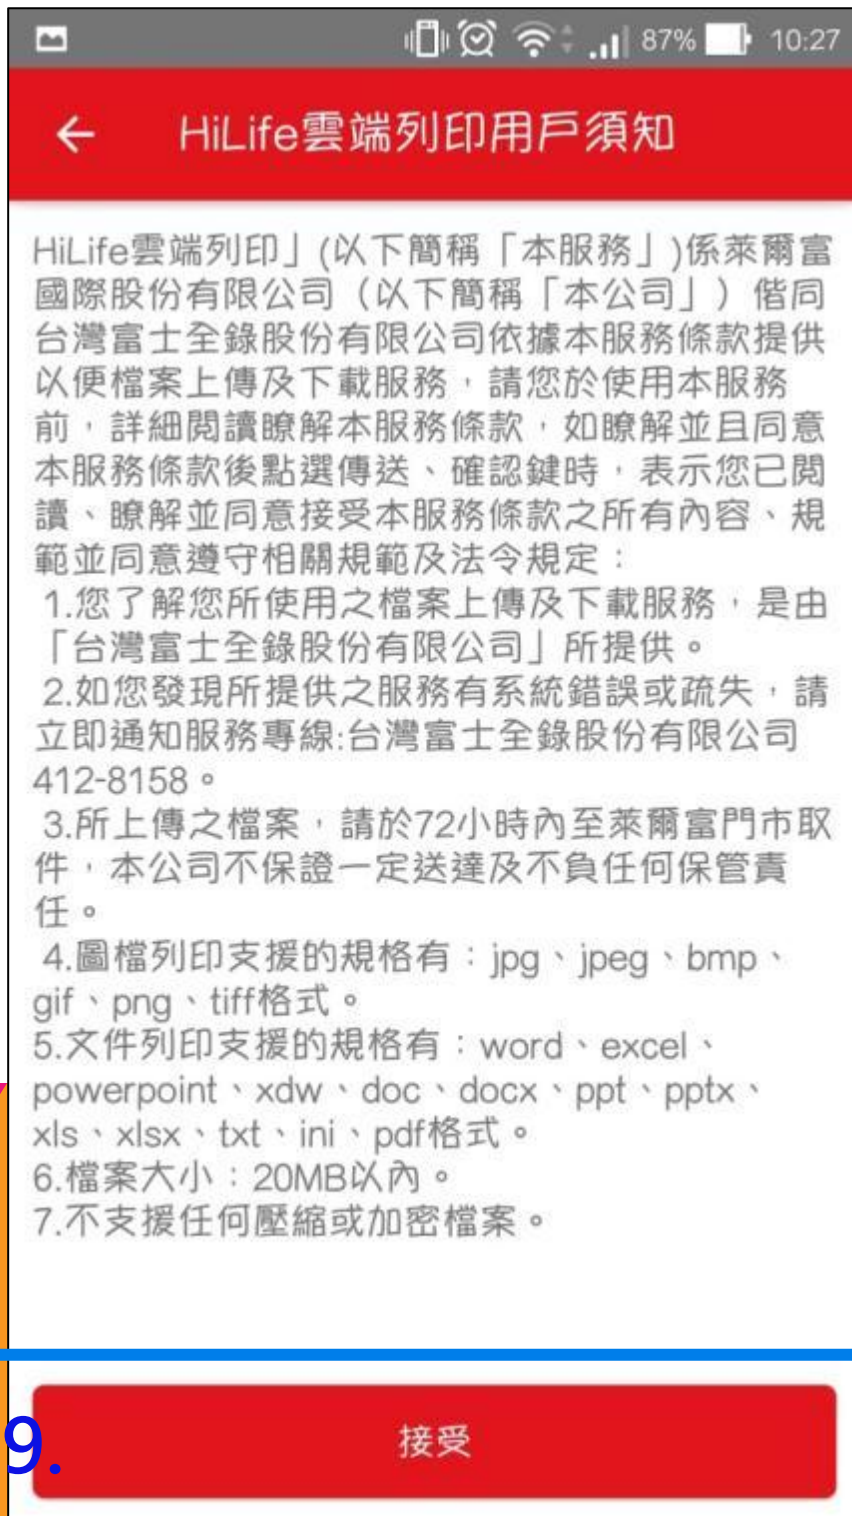 87% 10:27
HiLife雲端列印用戶須知
HiLife雲端列印」(以下簡稱「本服務」)係萊爾富
國際股份有限公司（以下簡稱「本公司」）偕同
台灣富士全錄股份有限公司依據本服務條款提供
以便檔案上傳及下載服務，請您於使用本服務
前，詳細閱讀瞭解本服務條款，如瞭解並且同意
本服務條款後點選傳送、確認鍵時，表示您已閱
讀、瞭解並同意接受本服務條款之所有內容、規
範並同意遵守相關規範及法令規定：
1.您了解您所使用之檔案上傳及下載服務，是由
「台灣富士全錄股份有限公司」所提供。
2.如您發現所提供之服務有系統錯誤或疏失，請
立即通知服務專線:台灣富士全錄股份有限公司
412-8158。
3.所上傳之檔案，請於72小時內至萊爾富門市取
件，本公司不保證一定送達及不負任何保管責
任。
4.圖檔列印支援的規格有：jpg、jpeg、bmp、
gif、png、tiff格式。
5.文件列印支援的規格有：word、excel、
powerpoint、xdw、doc、docx、ppt、pptx、
xls、xlsx、txt、ini、pdf格式。
6.檔案大小：20MB以內。
7.不支援任何壓縮或加密檔案。
9.
接受